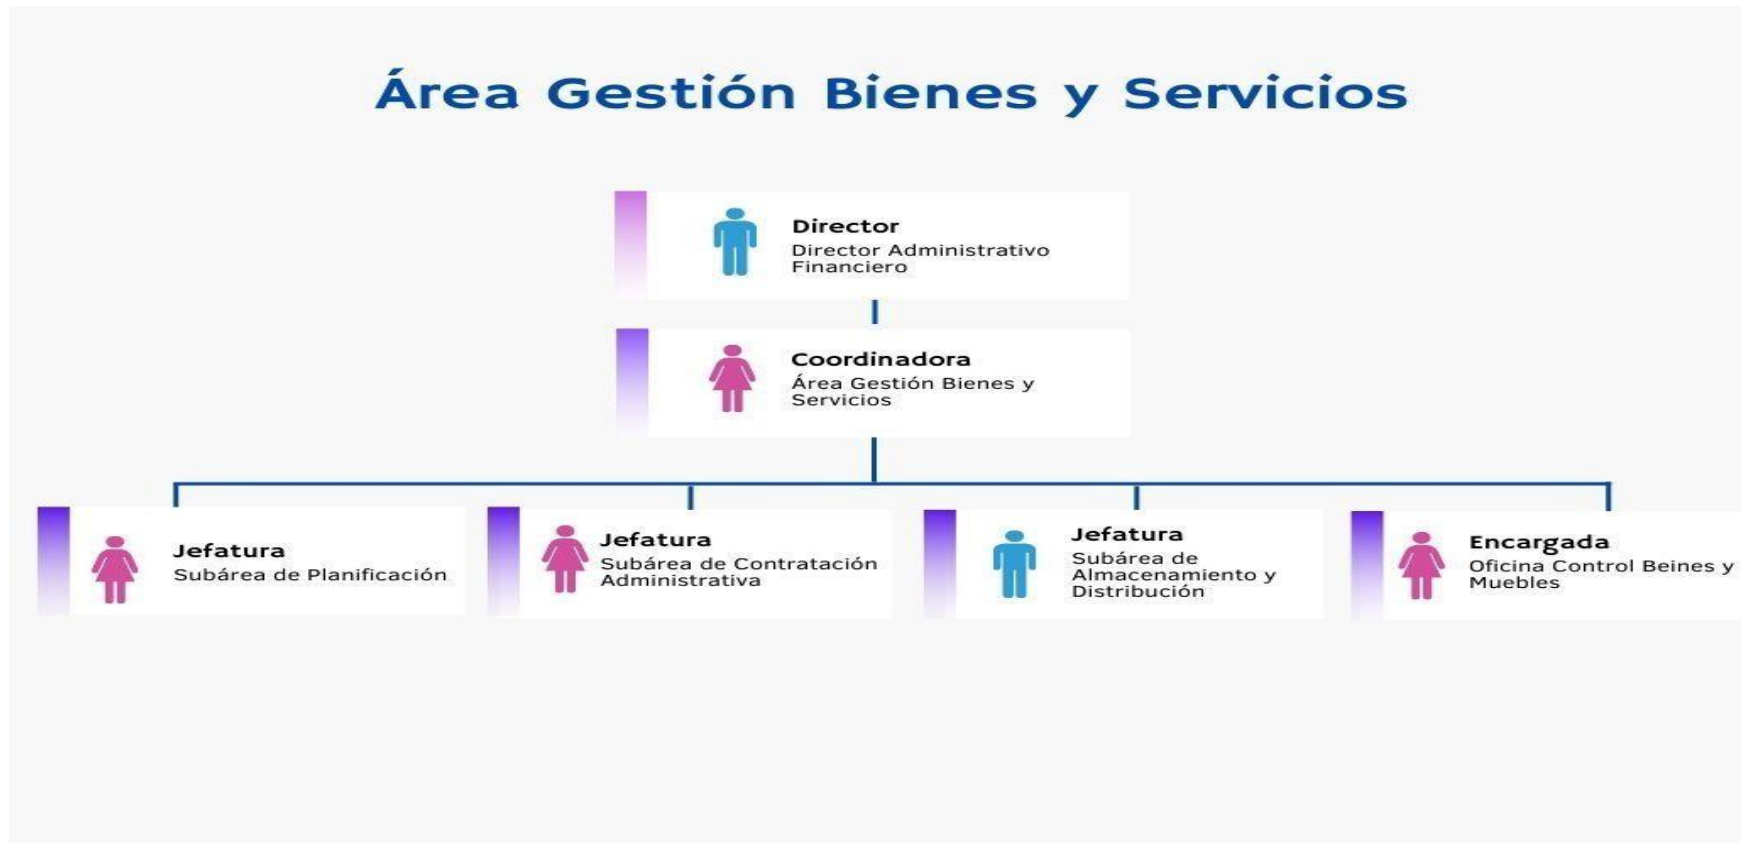 Área Gestión Bienes y Servicios
Director
Director Administrativo
Financiero
Coordinadora
Área Gestión Bienes y
Servicios
Jefatura
Subárea de Planificación
Jefatura
Subárea de Contratación
Administrativa
Jefatura
Subárea de
Almacenamiento y
Distribución
Encargada
Oficina Control Beines y
Muebles